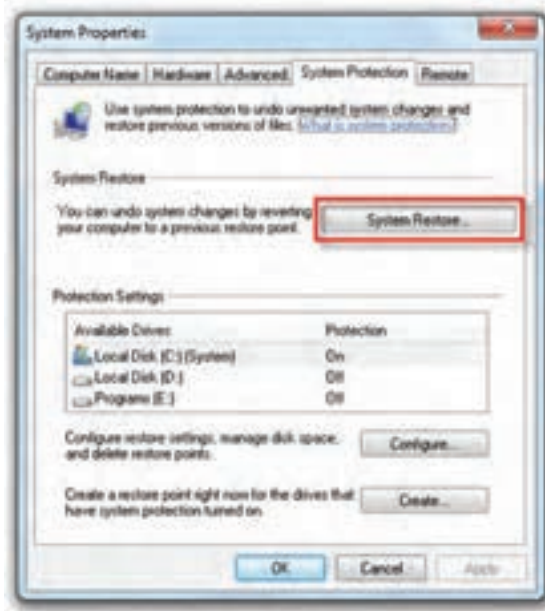 System Properties
Computer Name Hardware Advanced System Protection Remote
Use system protection to undo unwanted system changes and
restore previous versions of files. What is system protection?
System Restore
You can undo system changes by reverting
your computer to a previous restore point.
System Restore...
Protection Settings
Available Drives Protection
Local Disk (C:) (System) On
Local Disk (D:) Off
Programs (E:) Off
Configure restore settings, manage disk space,
and delete restore points.
Configure...
Create a restore point right now for the drives that
have system protection turned on.
Create...
OK Cancel Apply